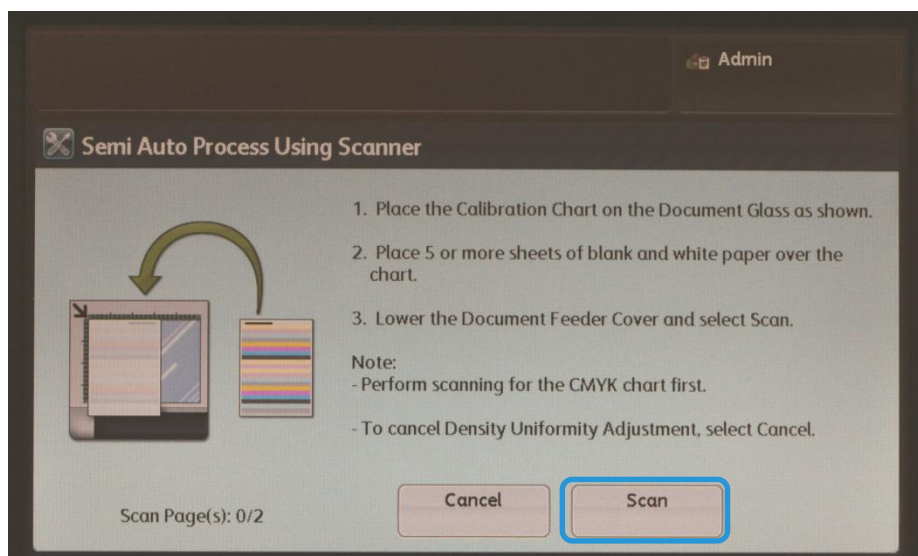 Admin
Semi Auto Process Using Scanner
1. Place the Calibration Chart on the Document Glass as shown.
2. Place 5 or more sheets of blank and white paper over the
chart.
3. Lower the Document Feeder Cover and select Scan.
Note:
- Perform scanning for the CMYK chart first.
- To cancel Density Uniformity Adjustment, select Cancel.
Scan Page(s): 0/2
Cancel
Scan